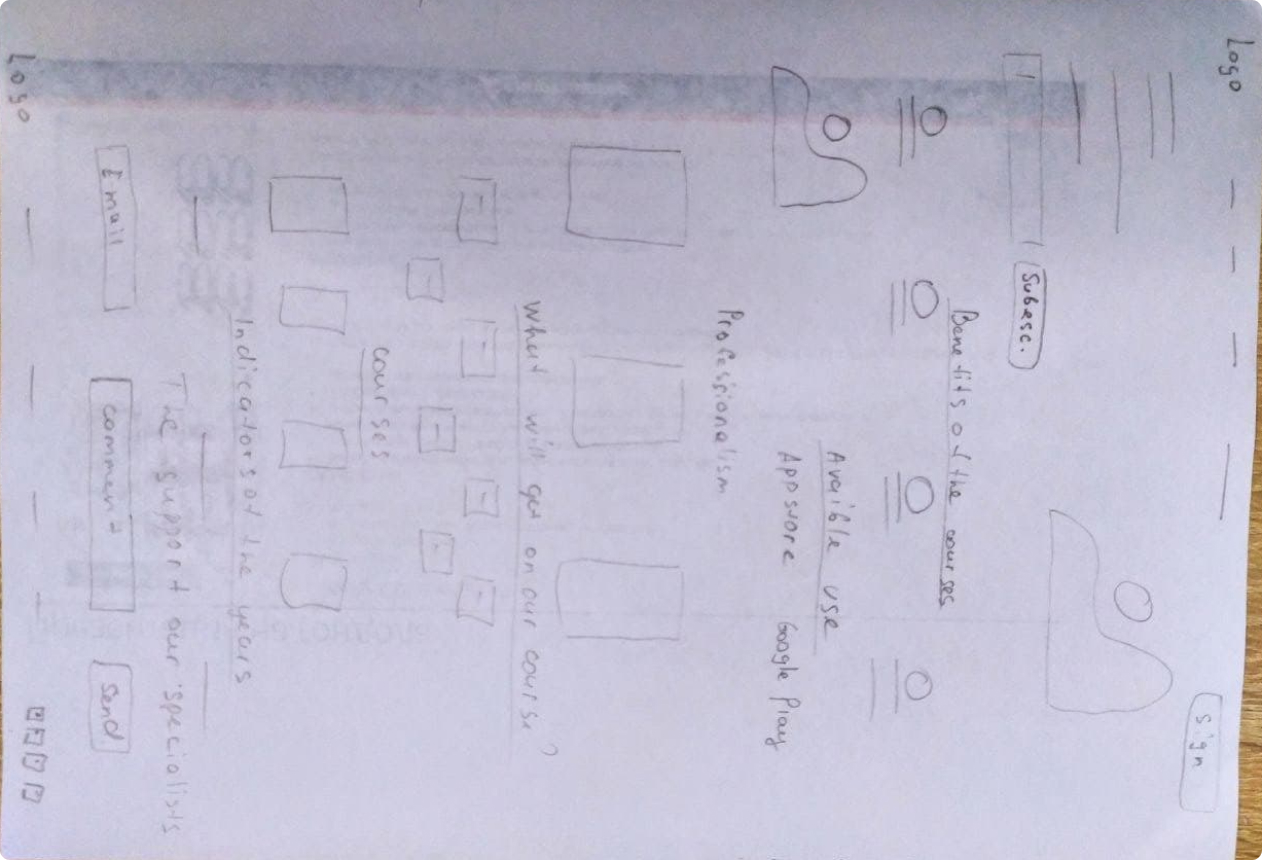 Logo Sign
Subesc.
Benefits of the courses
Avaible use
Appstore Google Play
Professionalism
What will get on our course?
courses
Indicators of the years
The support our specialists
Email comment Send
Logo